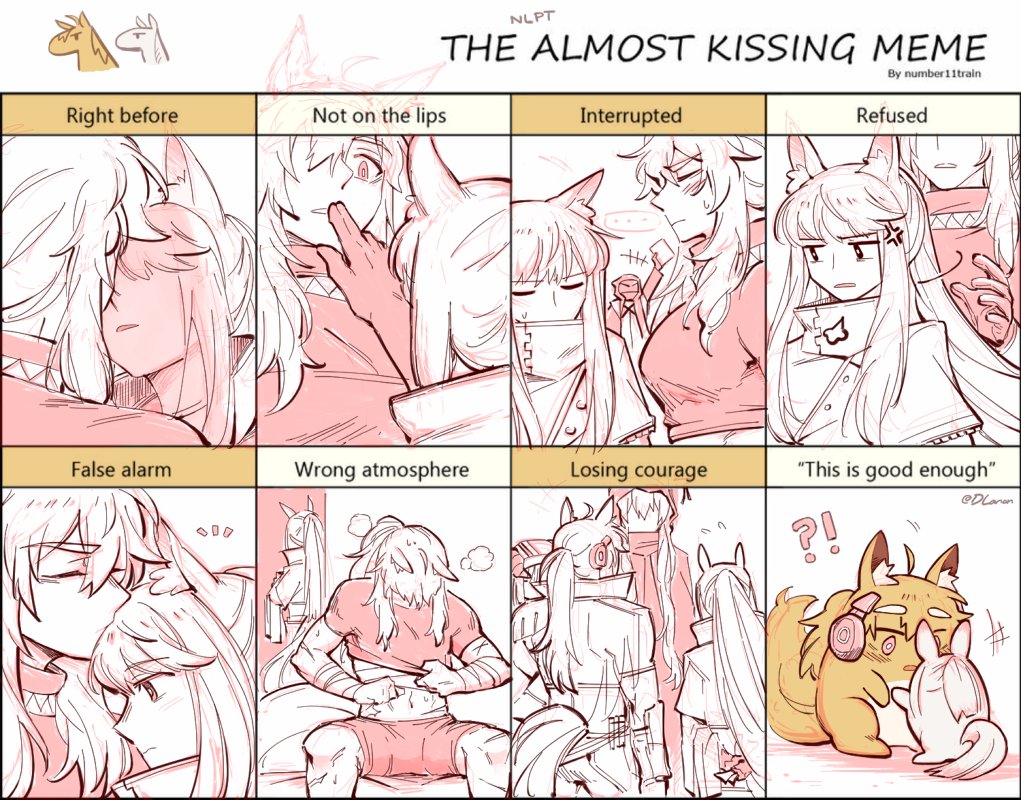 NLPT
THE ALMOST KISSING MEME
By number11train
Right before
Not on the lips
Interrupted
Refused
......
False alarm
Wrong atmosphere
Losing courage
"This is good enough"
@DLanon
?!